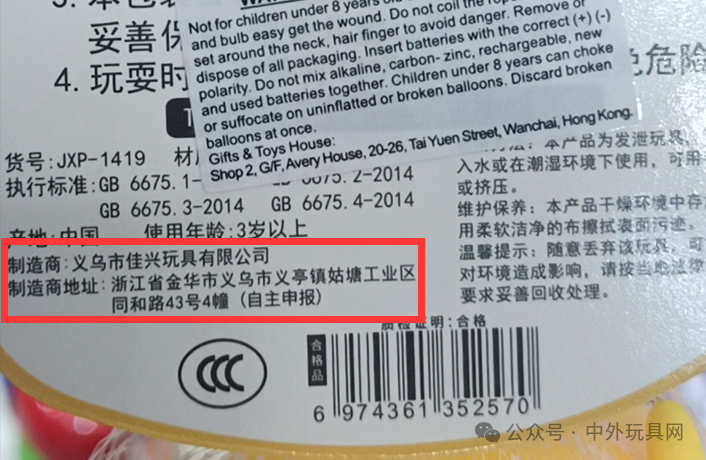 妥善保
4. 玩耍时
Not for children under 8 years
and bulb easy get the wound. Do not coil the
set around the neck, hair finger to avoid danger. Remove or
dispose of all packaging. Insert batteries with the correct (+) (-)
polarity. Do not mix alkaline, carbon- zinc, rechargeable, new
and used batteries together. Children under 8 years can choke
or suffocate on uninflated or broken balloons. Discard broken
balloons at once.
Gifts & Toys House:
Shop 2, G/F, Avery House, 20-26, Tai Yuen Street, Wanchai, Hong Kong.
危险
货号:JXP-1419
执行标准:GB 6675.1-
6675.2-2014
GB 6675.3-2014 GB 6675.4-2014
产地:中国 使用年龄:3岁以上
制造商:义乌市佳兴玩具有限公司
制造商地址:浙江省金华市义乌市义亭镇姑塘工业区
同和路43号4幢(自主申报)
本产品为发泄玩具,
入水或在潮湿环境下使用,可用
或挤压。
维护保养:本产品干燥环境中存
用柔软洁净的布擦拭表面污迹,
温馨提示:随意丢弃该玩具,可
对环境造成影响,请按当地法律
要求妥善回收处理。
质检证明:合格
CCC
合格品
6 974361 352570
公众号·中外玩具网